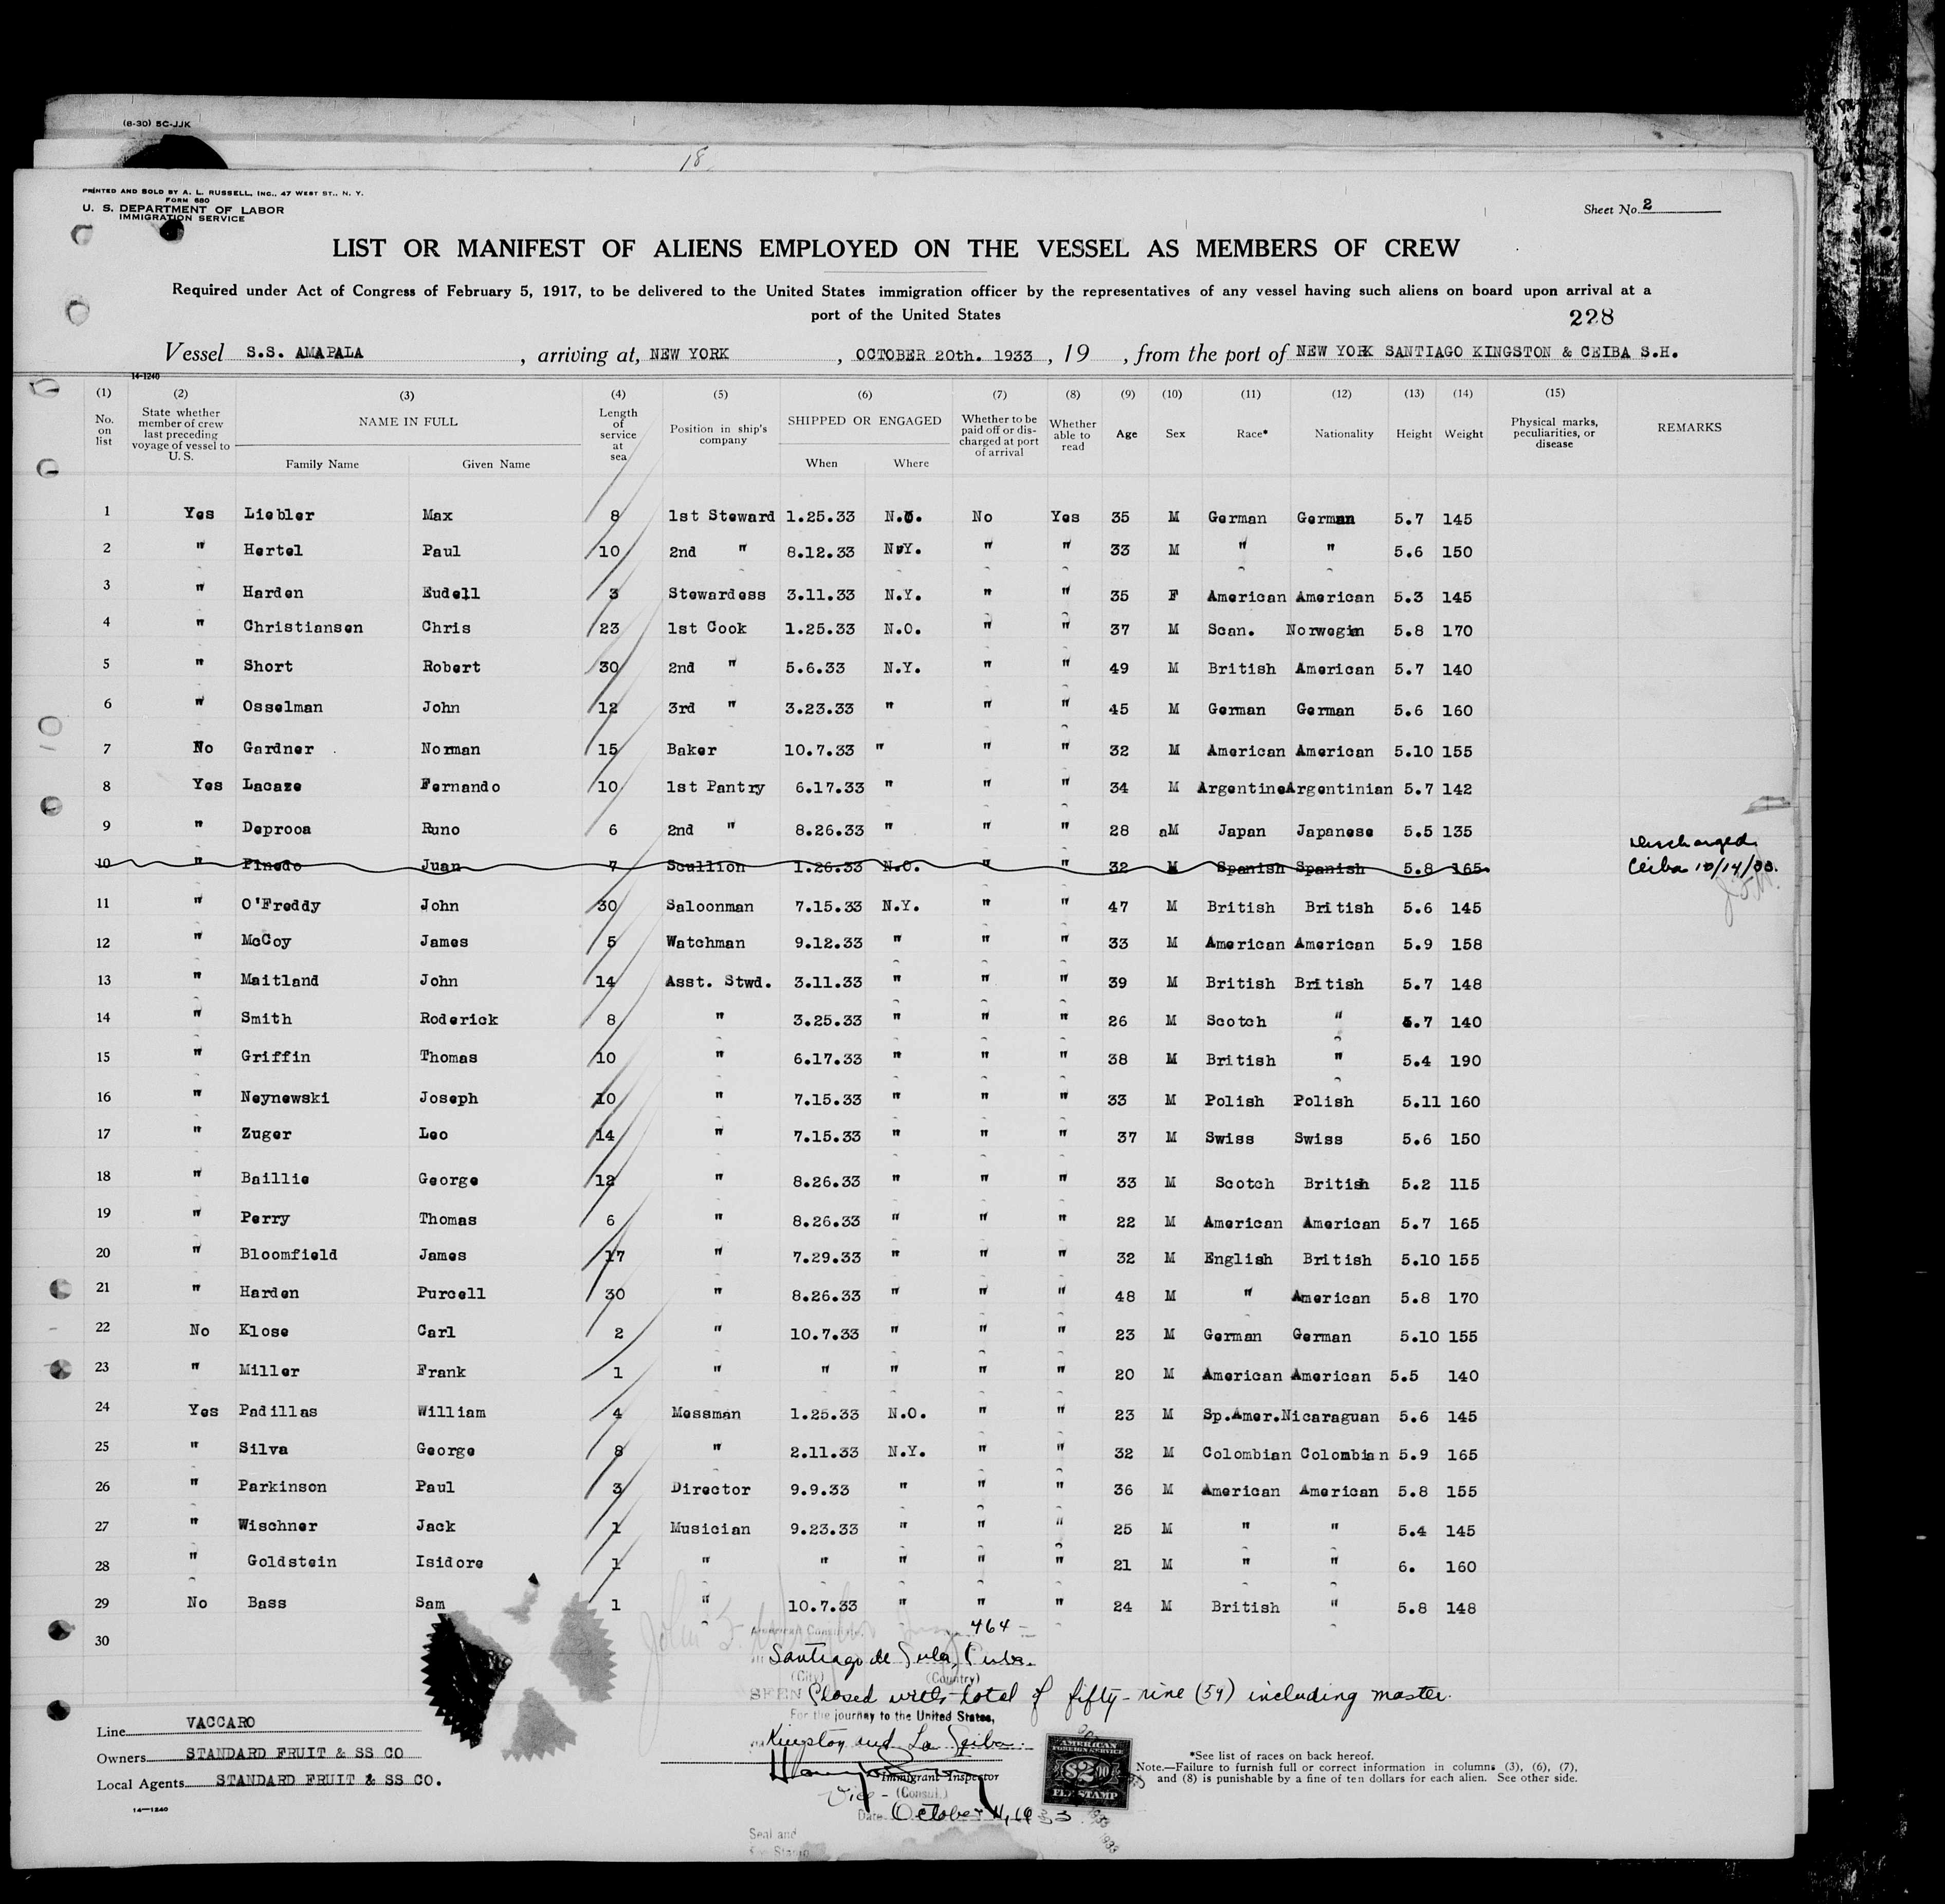 (6-30) 5C-JJK
18
PRINTED AND SOLD BY A. L. RUSSELL, INC., 47 WEST ST., N. Y.
FORM 680
U. S. DEPARTMENT OF LABOR
IMMIGRATION SERVICE
Sheet No. 2
LIST OR MANIFEST OF ALIENS EMPLOYED ON THE VESSEL AS MEMBERS OF CREW
Required under Act of Congress of February 5, 1917, to be delivered to the United States immigration officer by the representatives of any vessel having such aliens on board upon arrival at a
port of the United States
228
Vessel S.S. AMAPALA, arriving at, NEW YORK, OCTOBER 20th. 1933, 19 , from the port of NEW YORK SANTIAGO KINGSTON & CEIBA S.H.
14-1240
(1) (2) (3) (4) (5) (6) (7) (8) (9) (10) (11) (12) (13) (14) (15)
No. on list State whether member of crew last preceding voyage of vessel to U. S. NAME IN FULL Family Name Given Name Length of service at sea Position in ship's company SHIPPED OR ENGAGED When Where Whether to be paid off or discharged at port of arrival Whether able to read Age Sex Race* Nationality Height Weight Physical marks, peculiarities, or disease REMARKS
1 Yes Liebler Max 8 1st Steward 1.25.33 N.O. No Yes 35 M German German 5.7 145
2 " Hertel Paul 10 2nd " 8.12.33 N.Y. " " 33 M " " 5.6 150
3 " Harden Eudell 3 Stewardess 3.11.33 N.Y. " " 35 F American American 5.3 145
4 " Christiansen Chris 23 1st Cook 1.25.33 N.O. " " 37 M Scan. Norwegin 5.8 170
5 " Short Robert 30 2nd " 5.6.33 N.Y. " " 49 M British American 5.7 140
6 " Osselman John 12 3rd " 3.23.33 " " " 45 M German German 5.6 160
7 No Gardner Norman 15 Baker 10.7.33 " " " 32 M American American 5.10 155
8 Yes Lacaze Fernando 10 1st Pantry 6.17.33 " " " 34 M Argentine Argentinian 5.7 142
9 " Deprooa Runo 6 2nd " 8.26.33 " " " 28 aM Japan Japanese 5.5 135
10 " Pinedo Juan 7 Scullion 1.26.33 N.O. " " 32 M Spanish Spanish 5.8 165 Discharged Ceiba 10/14/33.
11 " O'Freddy John 30 Saloonman 7.15.33 N.Y. " " 47 M British British 5.6 145
12 " McCoy James 5 Watchman 9.12.33 " " " 33 M American American 5.9 158
13 " Maitland John 14 Asst. Stwd. 3.11.33 " " " 39 M British British 5.7 148
14 " Smith Roderick 8 " 3.25.33 " " " 26 M Scotch " 5.7 140
15 " Griffin Thomas 10 " 6.17.33 " " " 38 M British " 5.4 190
16 " Neynewski Joseph 10 " 7.15.33 " " " 33 M Polish Polish 5.11 160
17 " Zuger Leo 14 " 7.15.33 " " " 37 M Swiss Swiss 5.6 150
18 " Baillie George 12 " 8.26.33 " " " 33 M Scotch British 5.2 115
19 " Perry Thomas 6 " 8.26.33 " " " 22 M American American 5.7 165
20 " Bloomfield James 17 " 7.29.33 " " " 32 M English British 5.10 155
21 " Harden Purcell 30 " 8.26.33 " " " 48 M " American 5.8 170
22 No Klose Carl 2 " 10.7.33 " " " 23 M German German 5.10 155
23 " Miller Frank 1 " " " " " 20 M American American 5.5 140
24 Yes Padillas William 4 Messman 1.25.33 N.O. " " 23 M Sp.Amer. Nicaraguan 5.6 145
25 " Silva George 8 " 2.11.33 N.Y. " " 32 M Colombian Colombian 5.9 165
26 " Parkinson Paul 3 Director 9.9.33 " " " 36 M American American 5.8 155
27 " Wischner Jack 1 Musician 9.23.33 " " " 25 M " " 5.4 145
28 " Goldstein Isidore 1 " " " " " 21 M " " 6. 160
29 No Bass Sam 1 " 10.7.33 " " " 24 M British " 5.8 148
30
464
Santiago de Cuba, Cuba.
(City) (Country)
SEEN Closed with total of fifty-nine (59) including master.
For the journey to the United States,
Kingston and La Ceiba.
Immigrant Inspector
Vice- (Consul.)
Date October 11, 1933
Seal and
Fee Stamp
Line VACCARO
Owners STANDARD FRUIT & SS CO
Local Agents STANDARD FRUIT & SS CO.
14-1240
AMERICAN
FOREIGN SERVICE
$2.00
FEE STAMP
*See list of races on back hereof.
Note.—Failure to furnish full or correct information in columns (3), (6), (7),
and (8) is punishable by a fine of ten dollars for each alien. See other side.